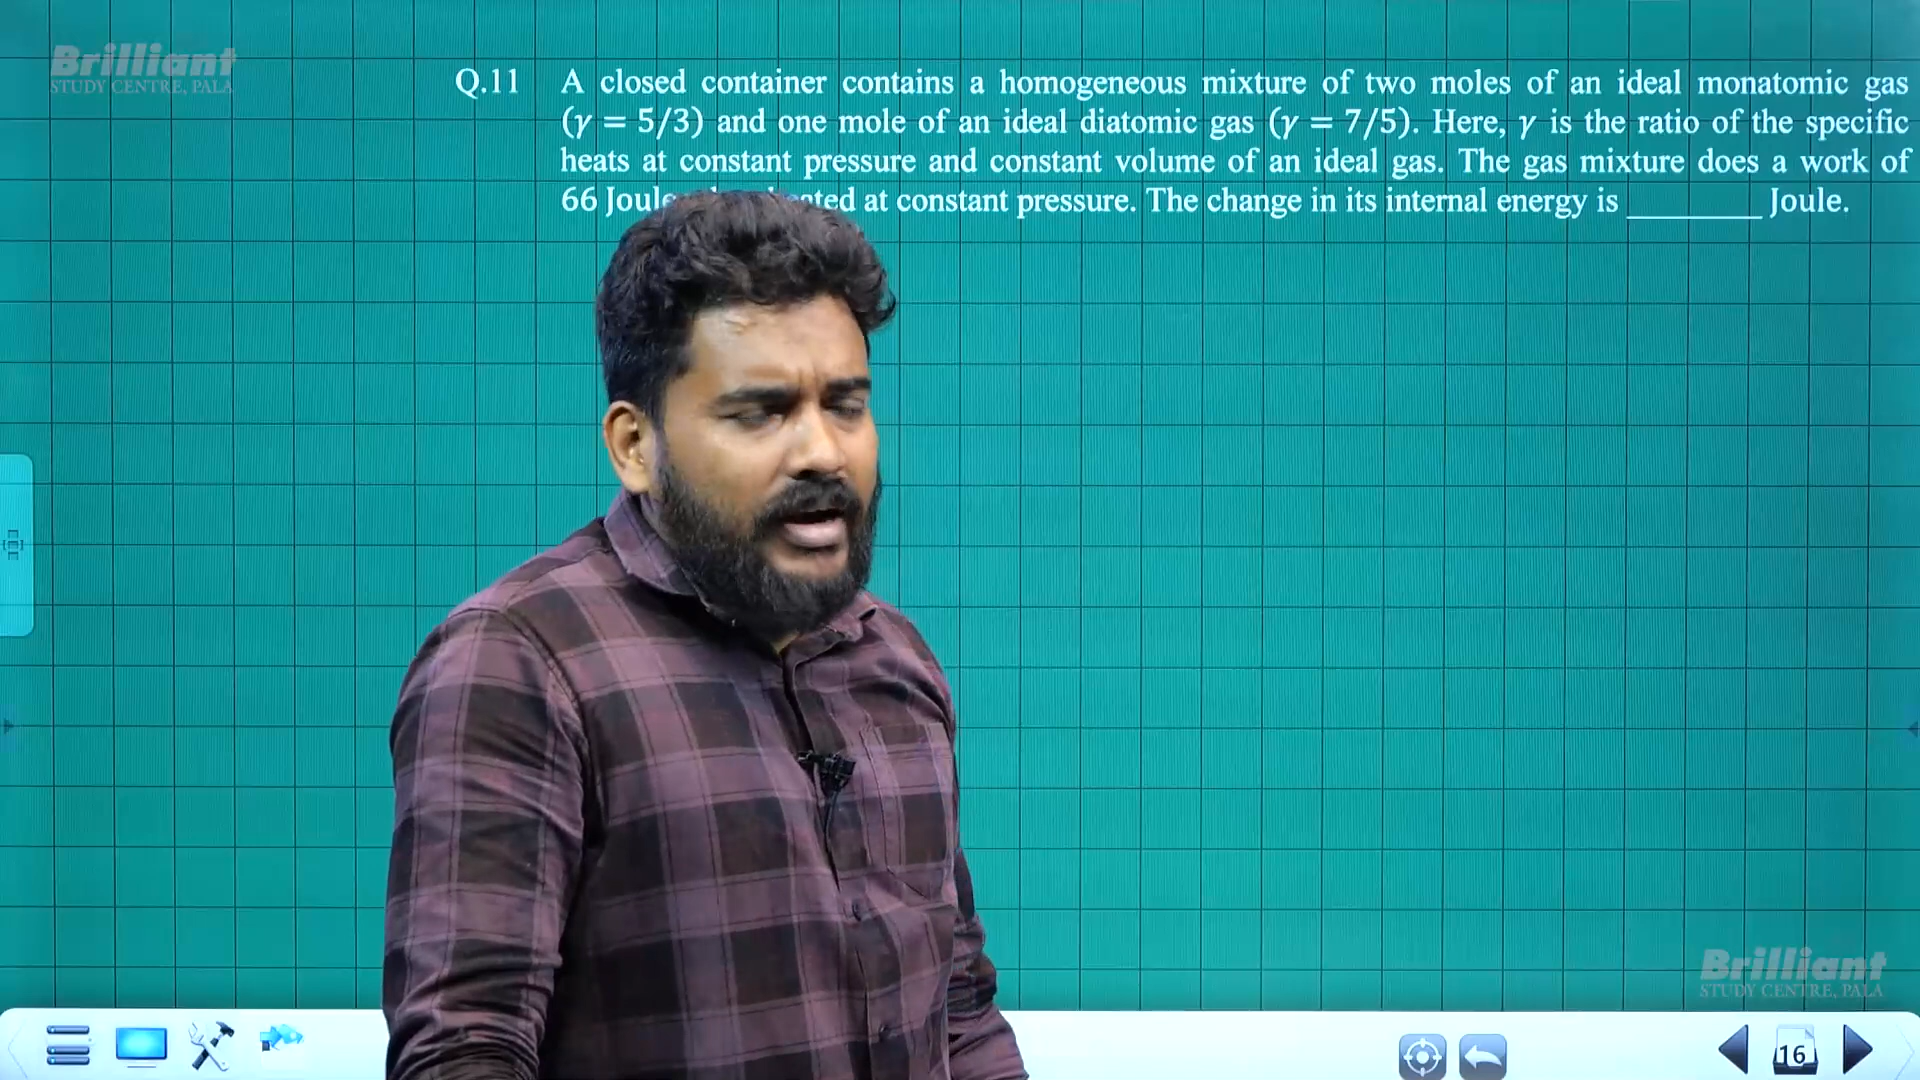 Brilliant
STUDY CENTRE, PALA
Q.11 A closed container contains a homogeneous mixture of two moles of an ideal monatomic gas
(γ = 5/3) and one mole of an ideal diatomic gas (γ = 7/5). Here, γ is the ratio of the specific
heats at constant pressure and constant volume of an ideal gas. The gas mixture does a work of
66 at constant pressure. The change in its internal energy is ________ Joule.
Brilliant
STUDY CENTRE, PALA
16